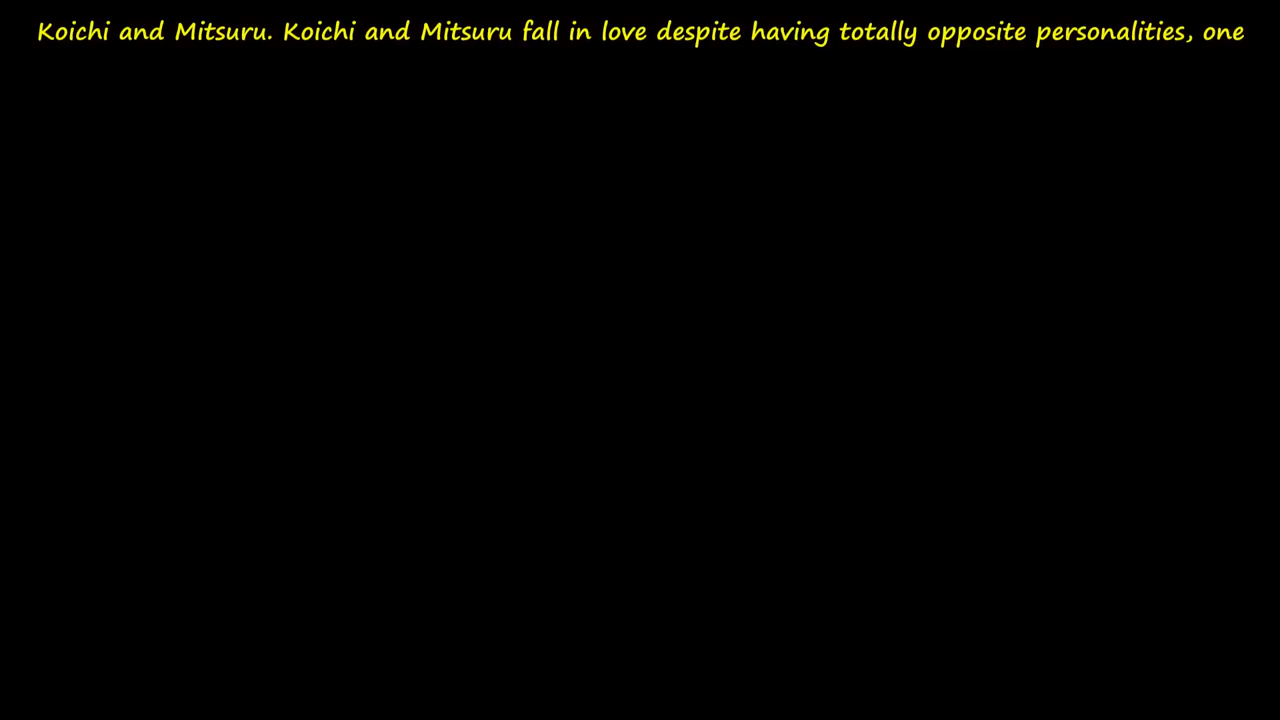 Koichi and Mitsuru. Koichi and Mitsuru fall in love despite having totally opposite personalities, one